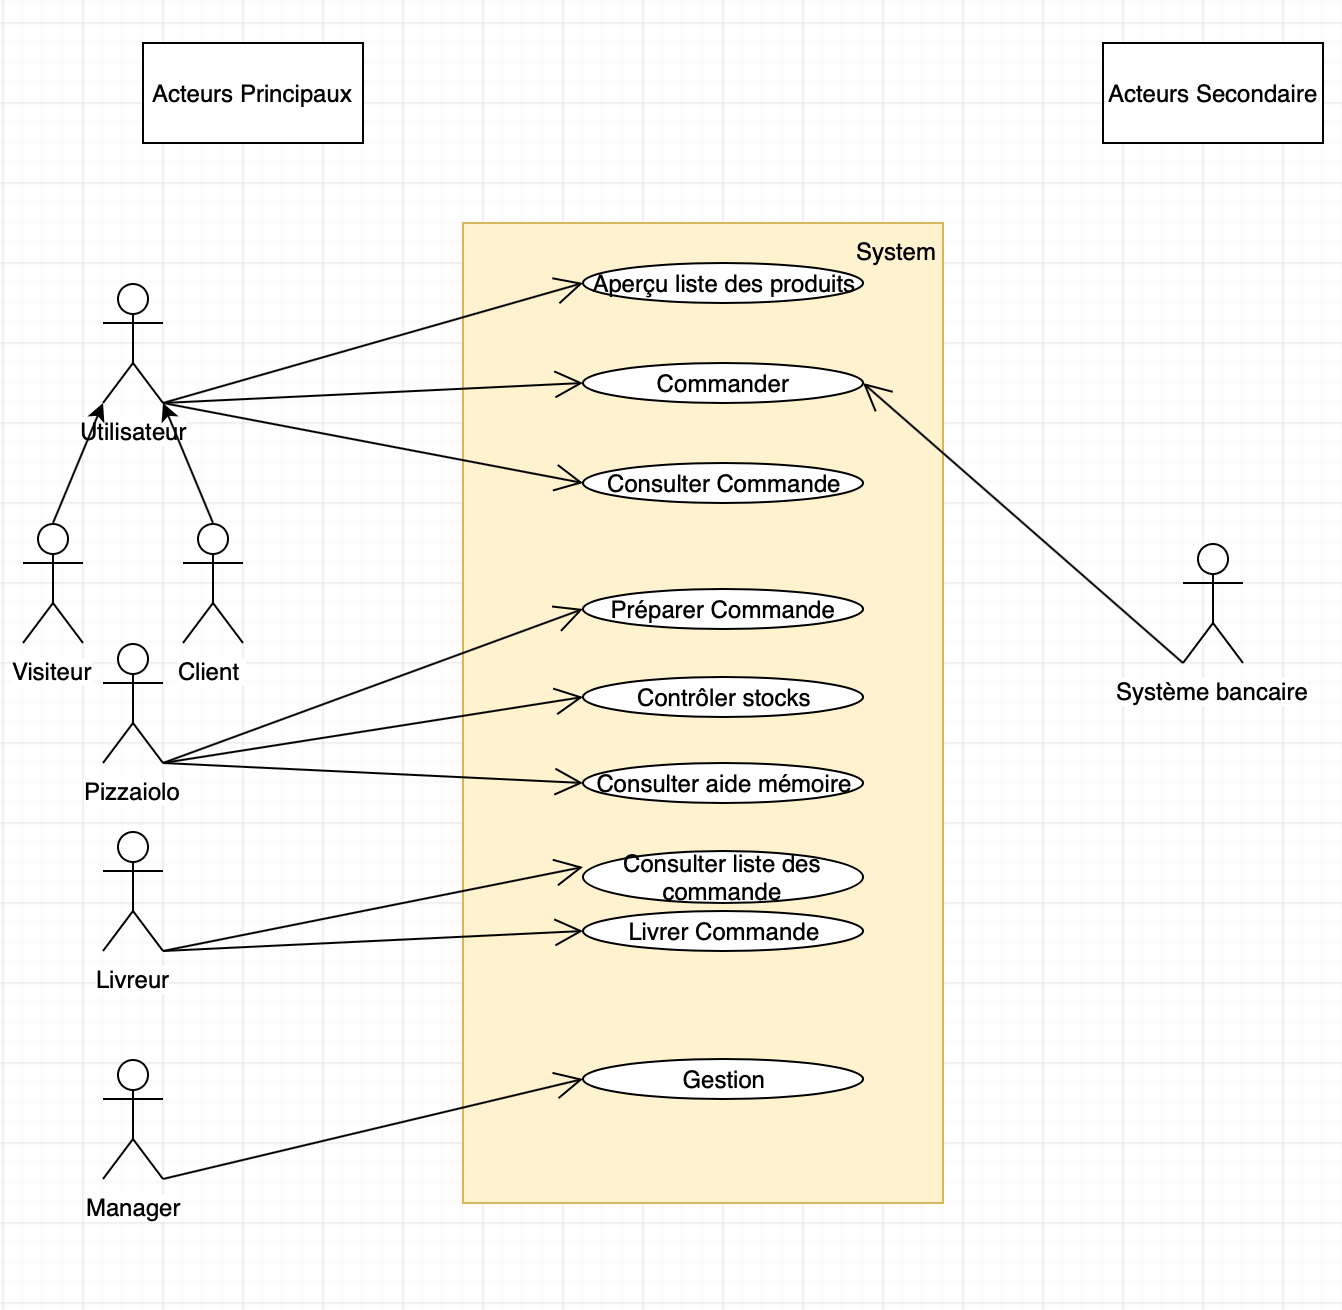 Acteurs Principaux
Acteurs Secondaire
System
Aperçu liste des produits
Commander
Utilisateur
Consulter Commande
Préparer Commande
Visiteur
Client
Système bancaire
Contrôler stocks
Pizzaiolo
Consulter aide mémoire
Consulter liste des
commande
Livrer Commande
Livreur
Gestion
Manager